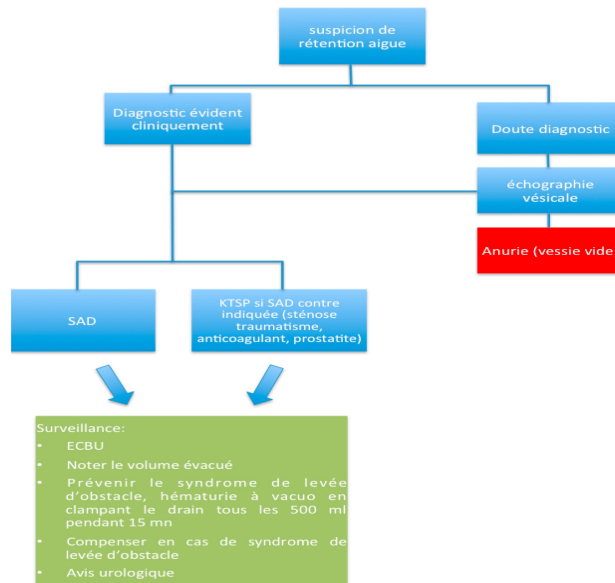 suspicion de
rétention aigue
Diagnostic évident
cliniquement
Doute diagnostic
échographie
vésicale
Anurie (vessie vide
SAD
KTSP si SAD contre
indiquée (sténose
traumatisme,
anticoagulant, prostatite)
Surveillance:
• ECBU
• Noter le volume évacué
• Prévenir le syndrome de levée
d’obstacle, hématurie à vacuo en
clampant le drain tous les 500 ml
pendant 15 mn
• Compenser en cas de syndrome de
levée d’obstacle
• Avis urologique